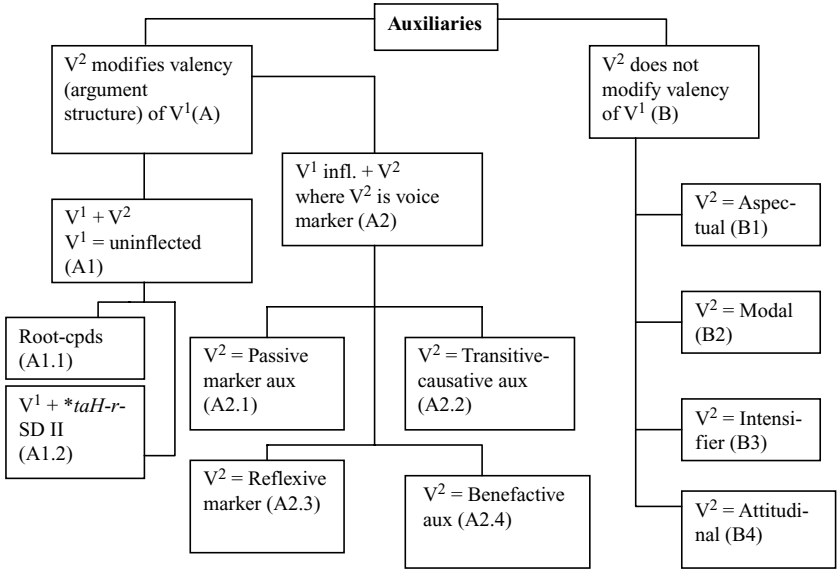 Auxiliaries
V² modifies valency
(argument
structure) of V¹(A)
V² does not
modify valency
of V¹ (B)
V¹ infl. + V²
where V² is voice
marker (A2)
V¹ + V²
V¹ = uninflected
(A1)
Root-cpds
(A1.1)
V¹ + *taH-r-
SD II
(A1.2)
V² = Passive
marker aux
(A2.1)
V² = Transitive-
causative aux
(A2.2)
V² = Reflexive
marker (A2.3)
V² = Benefactive
aux (A2.4)
V² = Aspec-
tual (B1)
V² = Modal
(B2)
V² = Intensi-
fier (B3)
V² = Attitudi-
nal (B4)